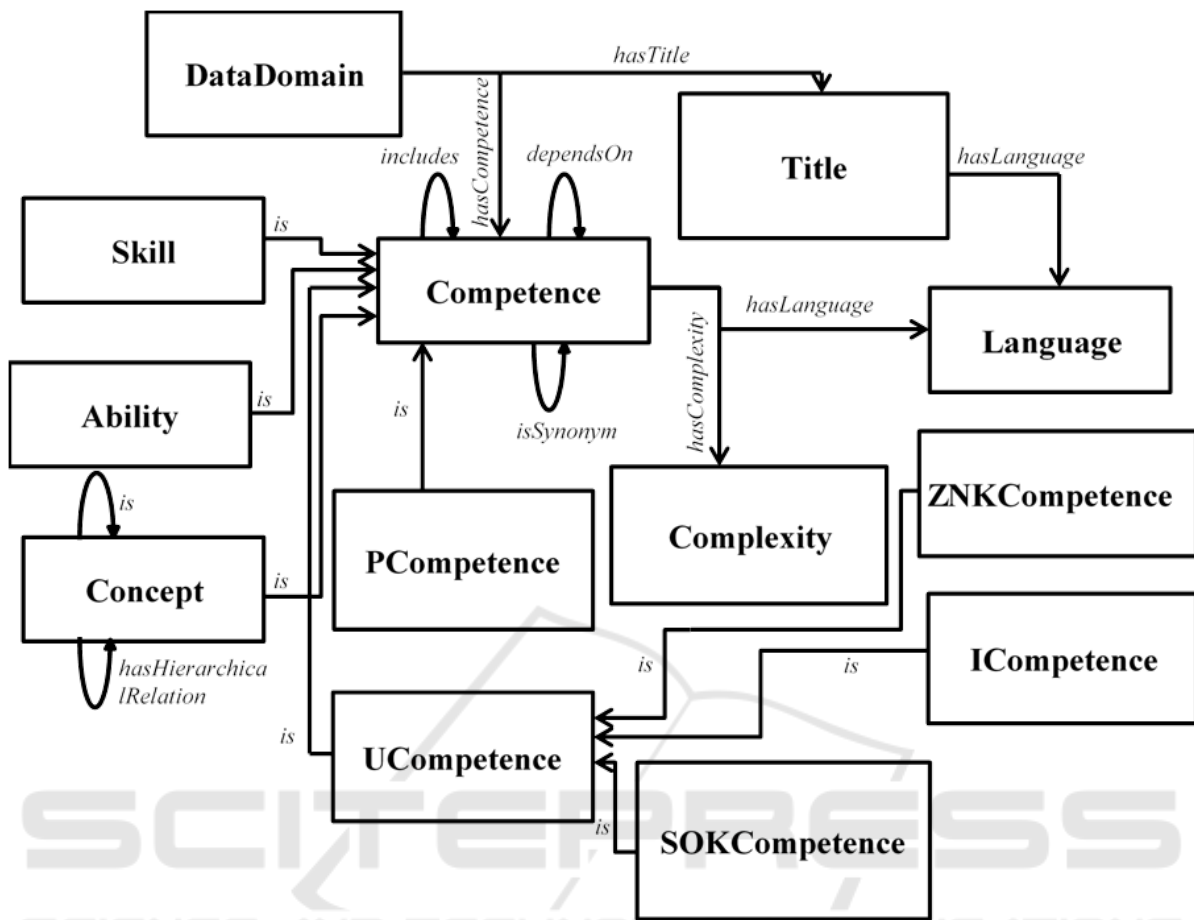 DataDomain
hasTitle
hasCompetence
Title
hasLanguage
includes
dependsOn
Skill
is
Competence
hasLanguage
Language
hasComplexity
Ability
is
is
isSynonym
ZNKCompetence
Complexity
PCompetence
is
Concept
is
hasHierarchica
lRelation
is
is
ICompetence
is
UCompetence
is
SOKCompetence
SCITEPRESS